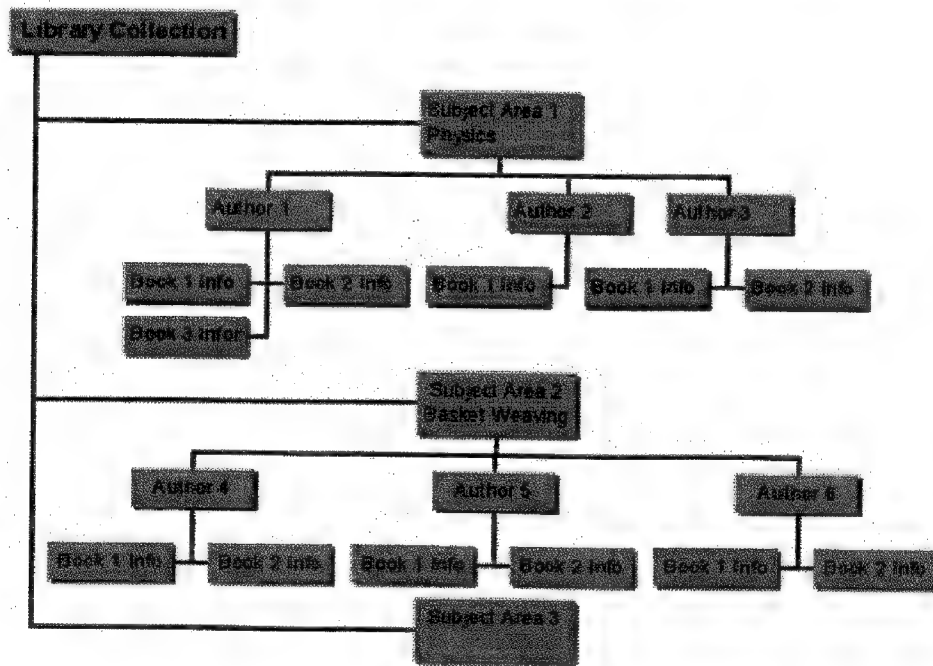 Library Collection
Subject Area 1
Physics
Author 1
Author 2
Author 3
Book 1 Info
Book 2 Info
Book 1 Info
Book 1 Info
Book 2 Info
Book 3 Infor
Subject Area 2
Basket Weaving
Author 4
Author 5
Author 6
Book 1 Info
Book 2 Info
Book 1 Info
Book 2 Info
Book 1 Info
Book 2 Info
Subject Area 3